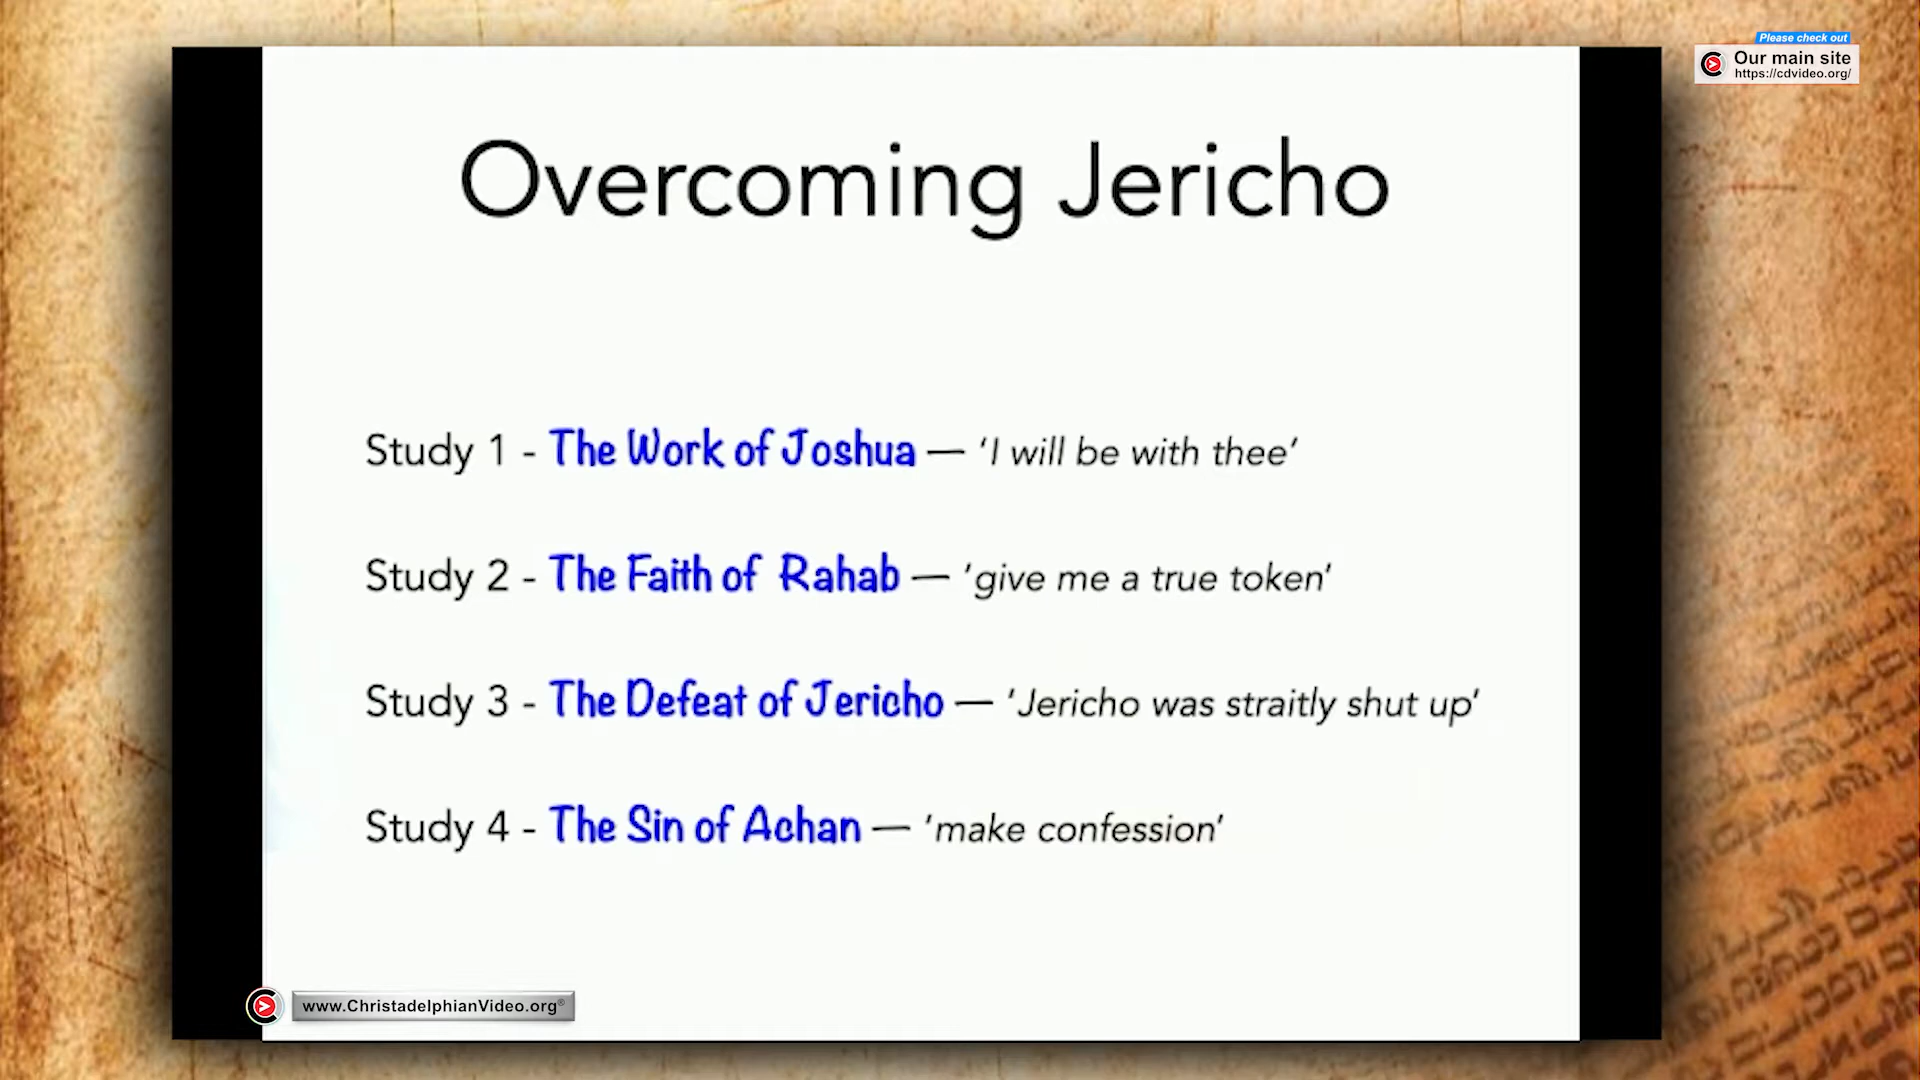 Please check out
Our main site
https://cdvideo.org/
Overcoming Jericho
Study 1 - The Work of Joshua — ‘I will be with thee’
Study 2 - The Faith of Rahab — ‘give me a true token’
Study 3 - The Defeat of Jericho — ‘Jericho was straitly shut up’
Study 4 - The Sin of Achan — ‘make confession’
www.ChristadelphianVideo.org®